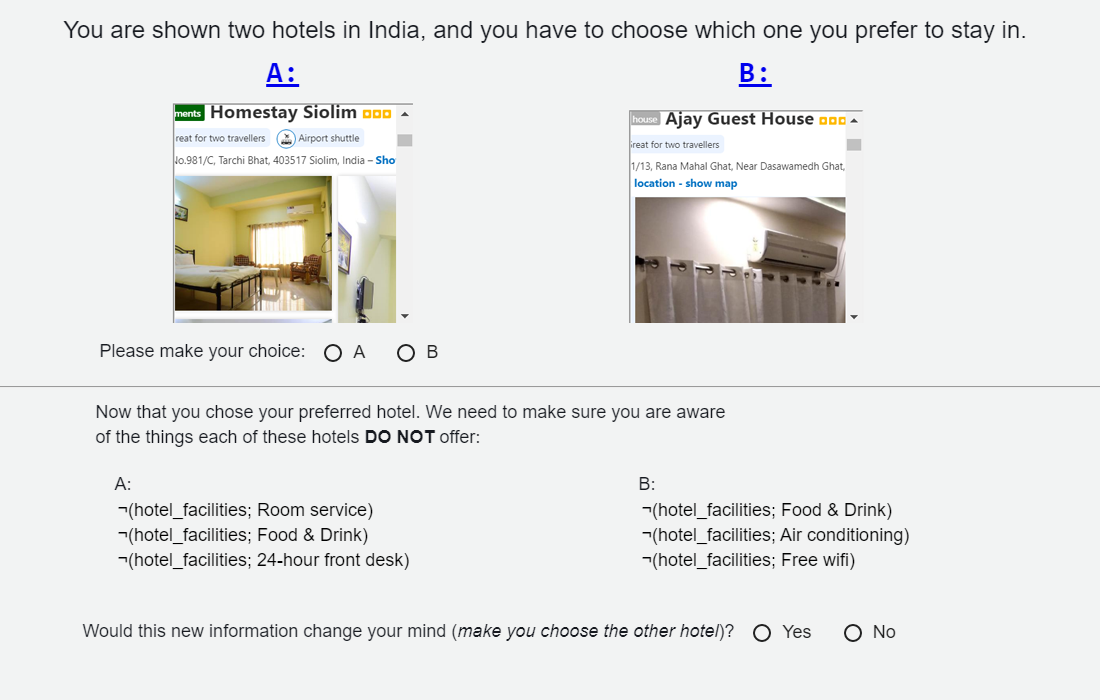 You are shown two hotels in India, and you have to choose which one you prefer to stay in.
A:
B:
ments Homestay Siolim
reat for two travellers Airport shuttle
No.981/C, Tarchi Bhat, 403517 Siolim, India – Sho
house Ajay Guest House
reat for two travellers
1/13, Rana Mahal Ghat, Near Dasawamedh Ghat,
location - show map
Please make your choice: A B
Now that you chose your preferred hotel. We need to make sure you are aware
of the things each of these hotels DO NOT offer:
A:
¬(hotel_facilities; Room service)
¬(hotel_facilities; Food & Drink)
¬(hotel_facilities; 24-hour front desk)
B:
¬(hotel_facilities; Food & Drink)
¬(hotel_facilities; Air conditioning)
¬(hotel_facilities; Free wifi)
Would this new information change your mind (make you choose the other hotel)? Yes No